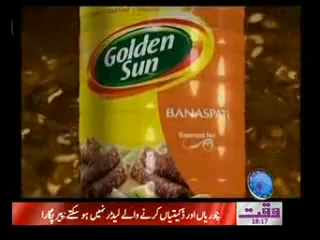 Golden
Sun
BANASPATI
چوریاں اور ڈکیتیاں کرنے والے لیڈر نہیں ہو سکتے، پیر پگارا
وقت
18:17